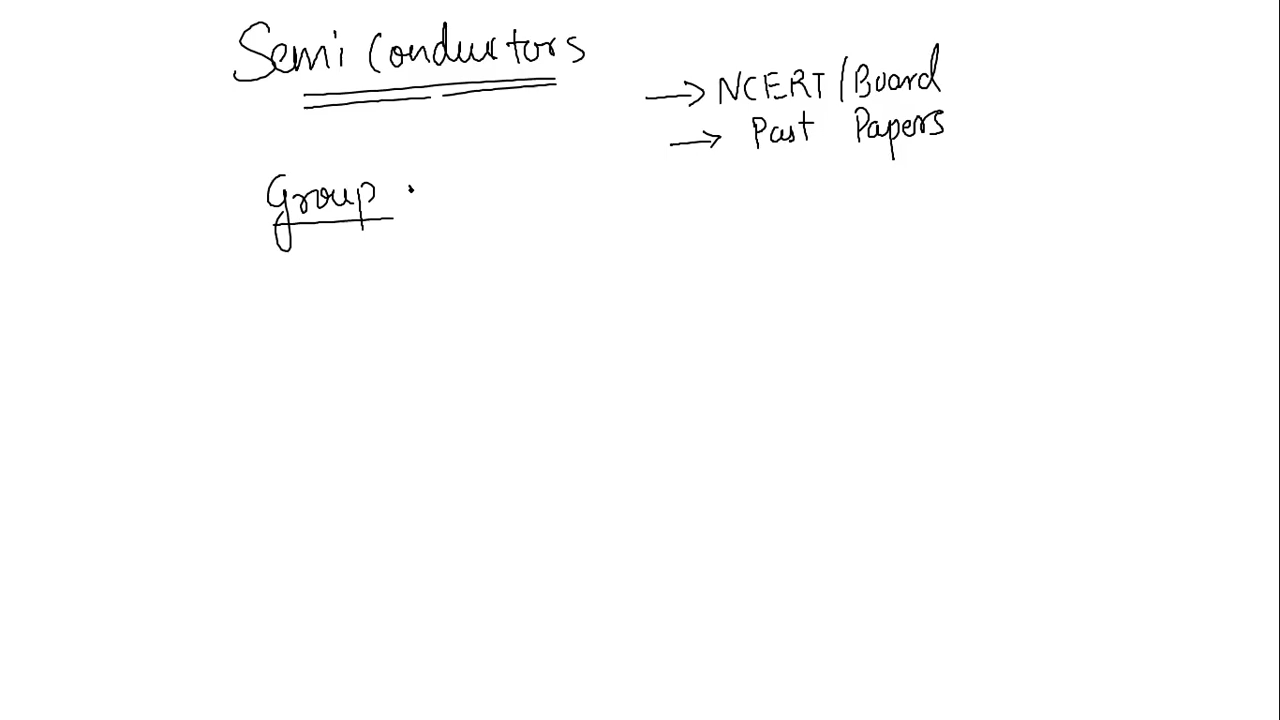 Semi Conductors
→ NCERT / Board
→ Past Papers
Group